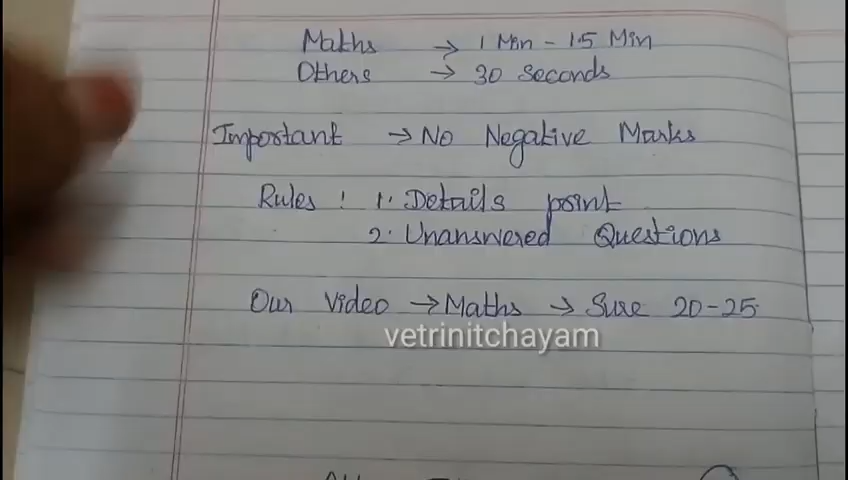 Maths → 1 Min - 1.5 Min
Others → 30 Seconds
Important → No Negative Marks
Rules : 1. Details point
2. Unanswered Questions
Our Video → Maths → Sure 20-25
vetrinitchayam